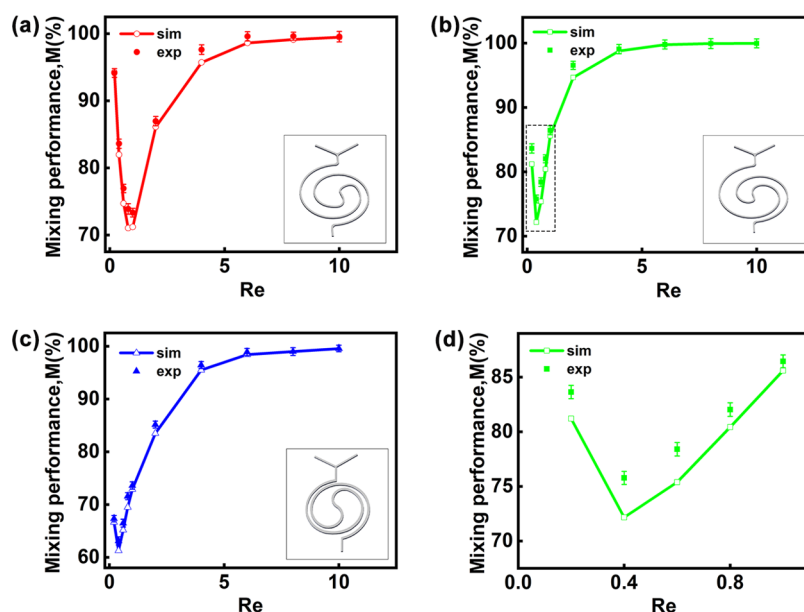 (a)
100
90
80
70
0
5
10
Mixing performance,M(%)
Re
sim
exp
(b)
100
90
80
70
0
5
10
Mixing performance,M(%)
Re
sim
exp
(c)
100
90
80
70
60
0
5
10
Mixing performance,M(%)
Re
sim
exp
(d)
85
80
75
70
0.0
0.4
0.8
Mixing performance,M(%)
Re
sim
exp